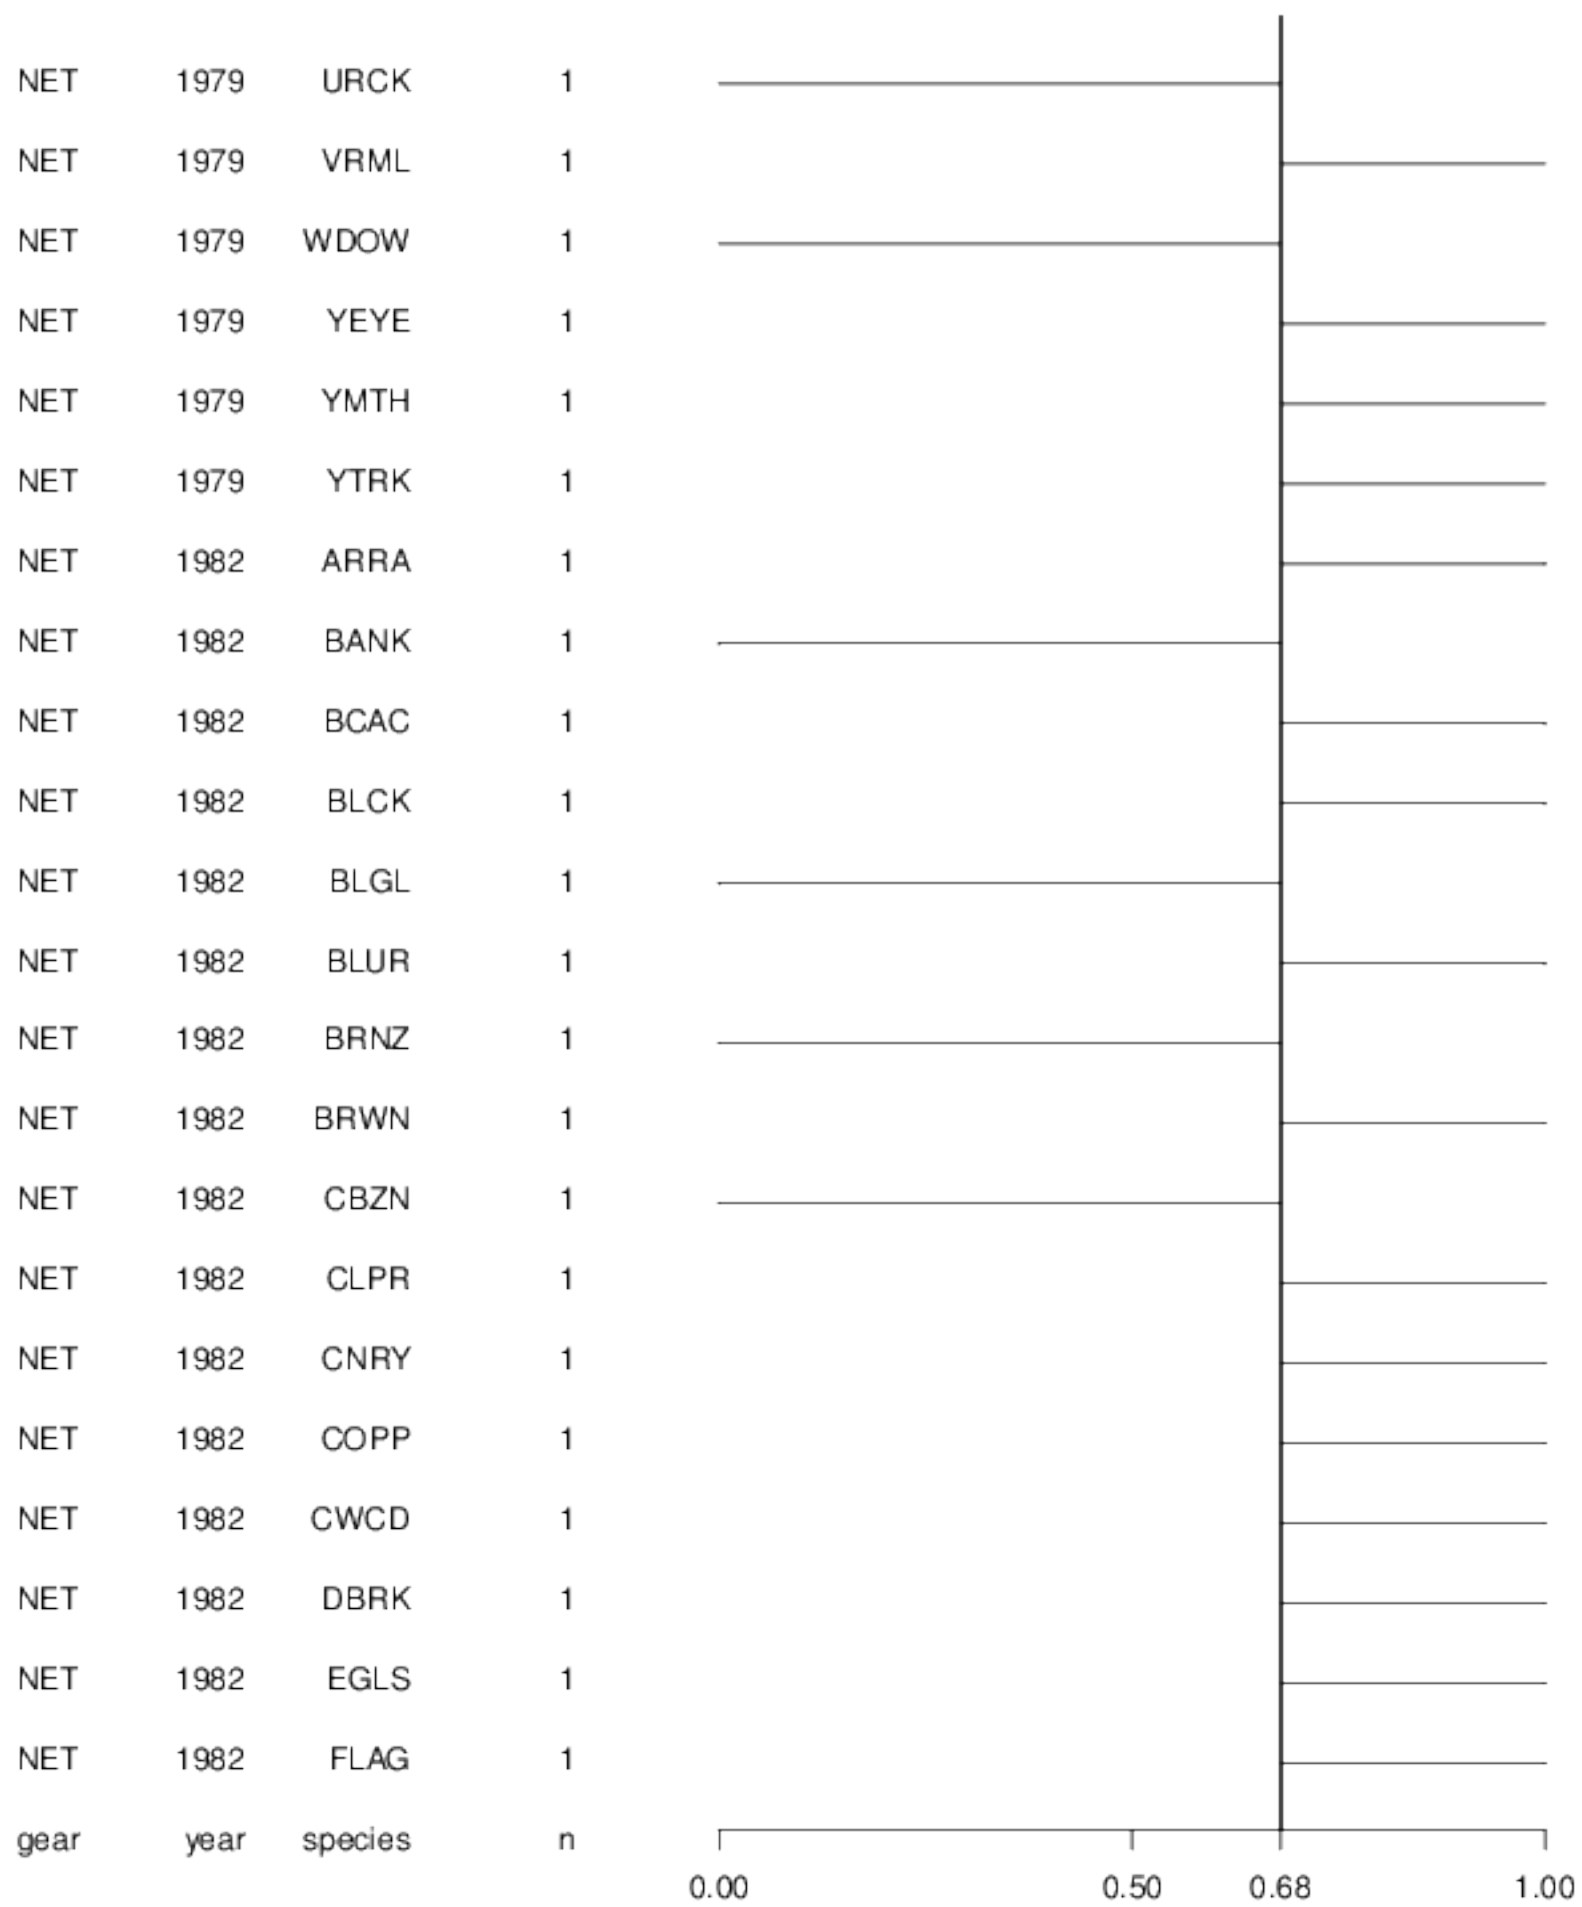 NET 1979 URCK 1
NET 1979 VRML 1
NET 1979 WDOW 1
NET 1979 YEYE 1
NET 1979 YMTH 1
NET 1979 YTRK 1
NET 1982 ARRA 1
NET 1982 BANK 1
NET 1982 BCAC 1
NET 1982 BLCK 1
NET 1982 BLGL 1
NET 1982 BLUR 1
NET 1982 BRNZ 1
NET 1982 BRWN 1
NET 1982 CBZN 1
NET 1982 CLPR 1
NET 1982 CNRY 1
NET 1982 COPP 1
NET 1982 CWCD 1
NET 1982 DBRK 1
NET 1982 EGLS 1
NET 1982 FLAG 1
gear year species n
0.00 0.50 0.68 1.00